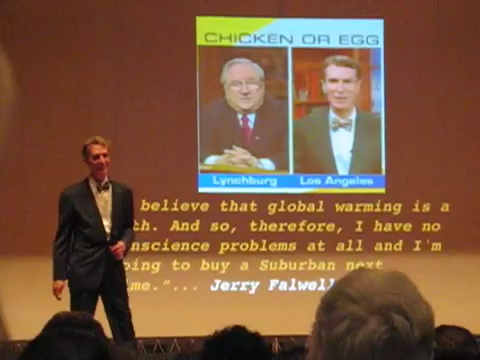 CHICKEN OR EGG
Lynchburg Los Angeles
believe that global warming is a
th. And so, therefore, I have no
nscience problems at all and I'm
oing to buy a Suburban next
me."... Jerry Falwell